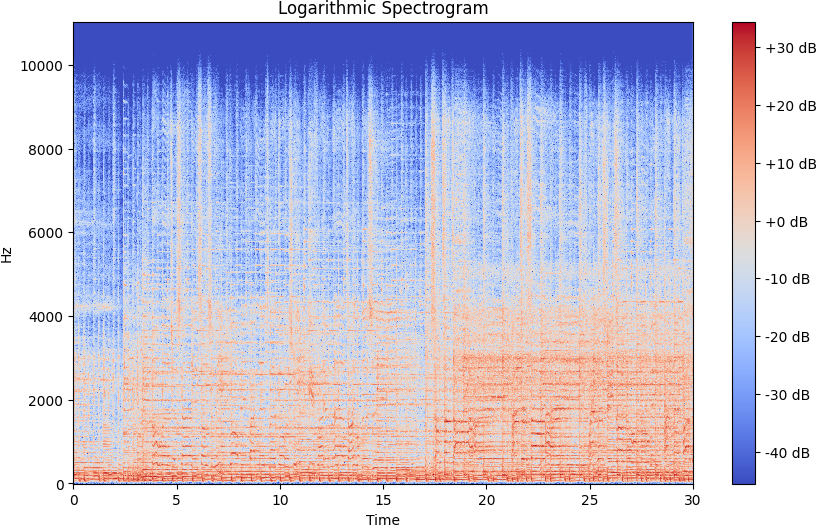 Logarithmic Spectrogram
Hz
10000
8000
6000
4000
2000
0
0 5 10 15 20 25 30
Time
+30 dB
+20 dB
+10 dB
+0 dB
-10 dB
-20 dB
-30 dB
-40 dB